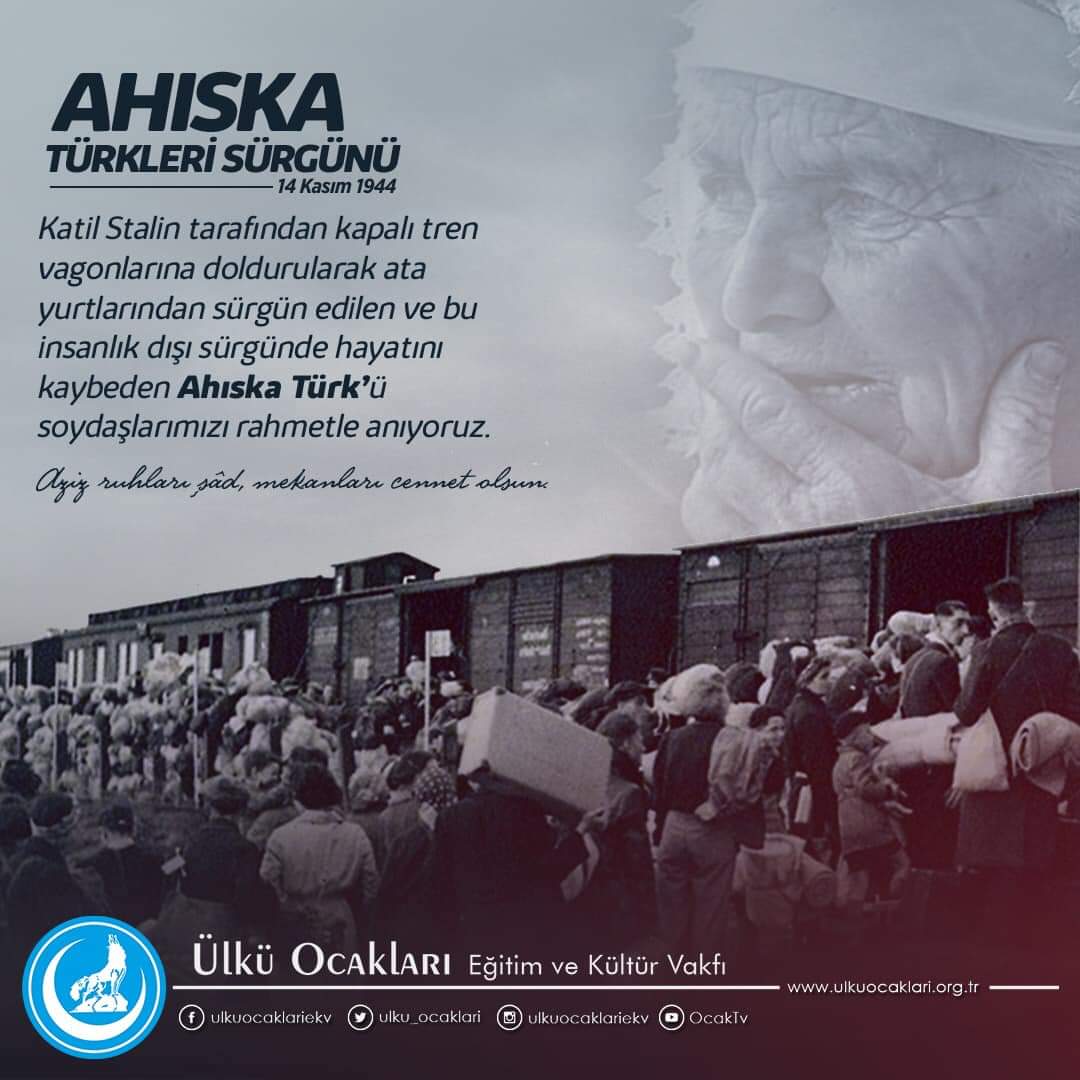 AHISKA
TÜRKLERİ SÜRGÜNÜ
14 Kasım 1944
Katil Stalin tarafından kapalı tren
vagonlarına doldurularak ata
yurtlarından sürgün edilen ve bu
insanlık dışı sürgünde hayatını
kaybeden Ahıska Türk'ü
soydaşlarımızı rahmetle anıyoruz.
Aziz ruhları şâd, mekanları cennet olsun.
Ülkü Ocakları Eğitim ve Kültür Vakfı
www.ulkuocaklari.org.tr
ulkuocaklariekv ulku_ocaklari ulkuocaklariekv OcakTv